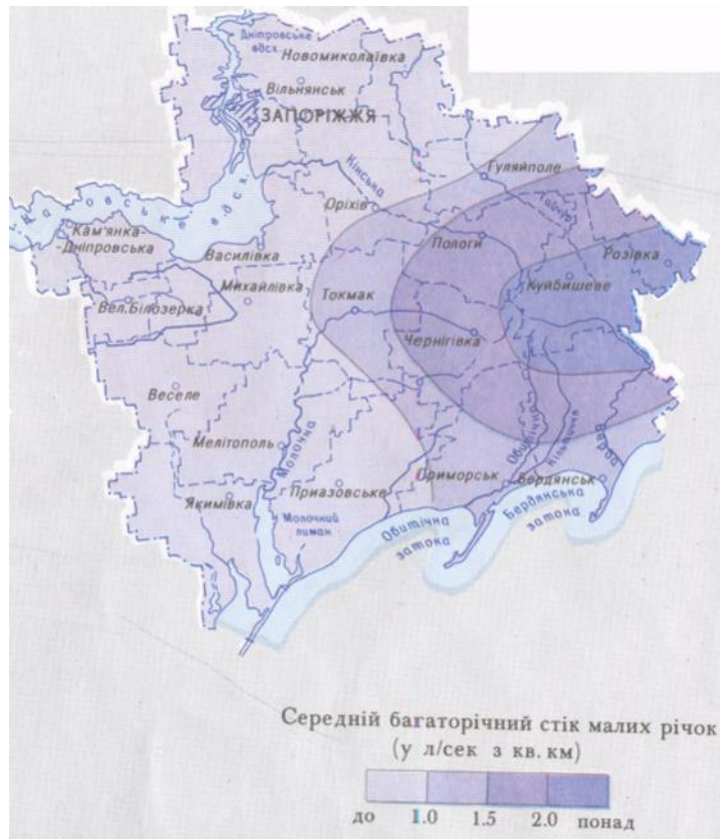 Дніпровське
вдсх.
Новомиколаївка
Вільнянськ
ЗАПОРІЖЖЯ
Кінська
Гуляйполе
Гайчур
Каховське вдсх.
Оріхів
Кам'янка-
-Дніпровська
Пологи
Василівка
Розівка
Михайлівка
Куйбишеве
Вел.Білозерка
Токмак
Чернігівка
Веселе
Молочна
Обитічна
Кільтиччя
Мелітополь
Приморськ
Бердянськ
Якимівка
Приазовське
Молочний
лиман
Обитічна
затока
Бердянська
затока
Середній багаторічний стік малих річок
(у л/сек з кв. км)
до 1.0 1.5 2.0 понад